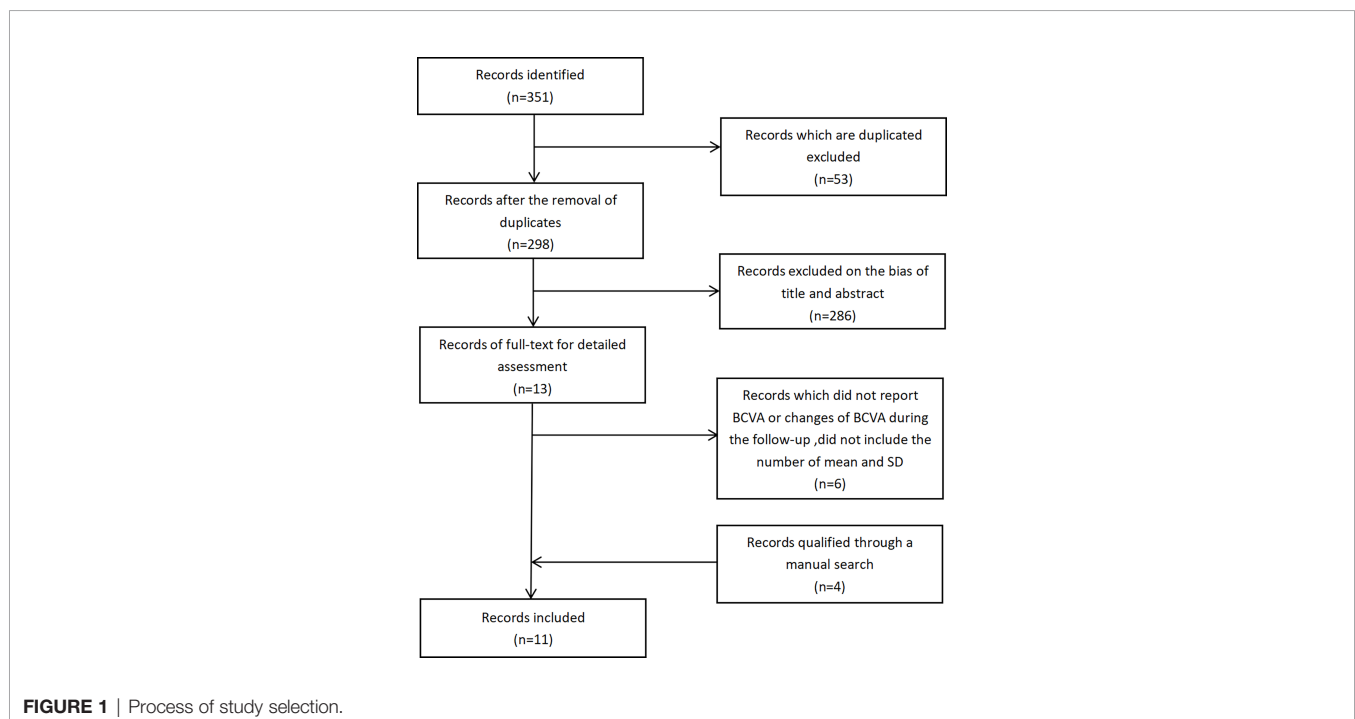 Records identified
(n=351)
Records which are duplicated
excluded
(n=53)
Records after the removal of
duplicates
(n=298)
Records excluded on the bias of
title and abstract
(n=286)
Records of full-text for detailed
assessment
(n=13)
Records which did not report
BCVA or changes of BCVA during
the follow-up ,did not include the
number of mean and SD
(n=6)
Records qualified through a
manual search
(n=4)
Records included
(n=11)
FIGURE 1 | Process of study selection.